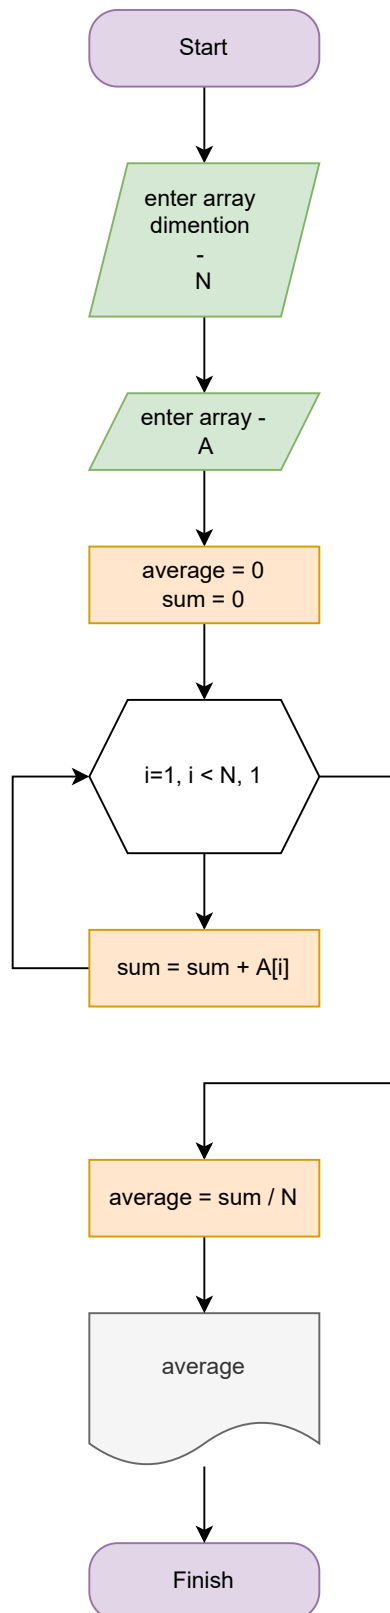 Start
enter array
dimention
-
N
enter array -
A
average = 0
sum = 0
i=1, i < N, 1
sum = sum + A[i]
average = sum / N
average
Finish